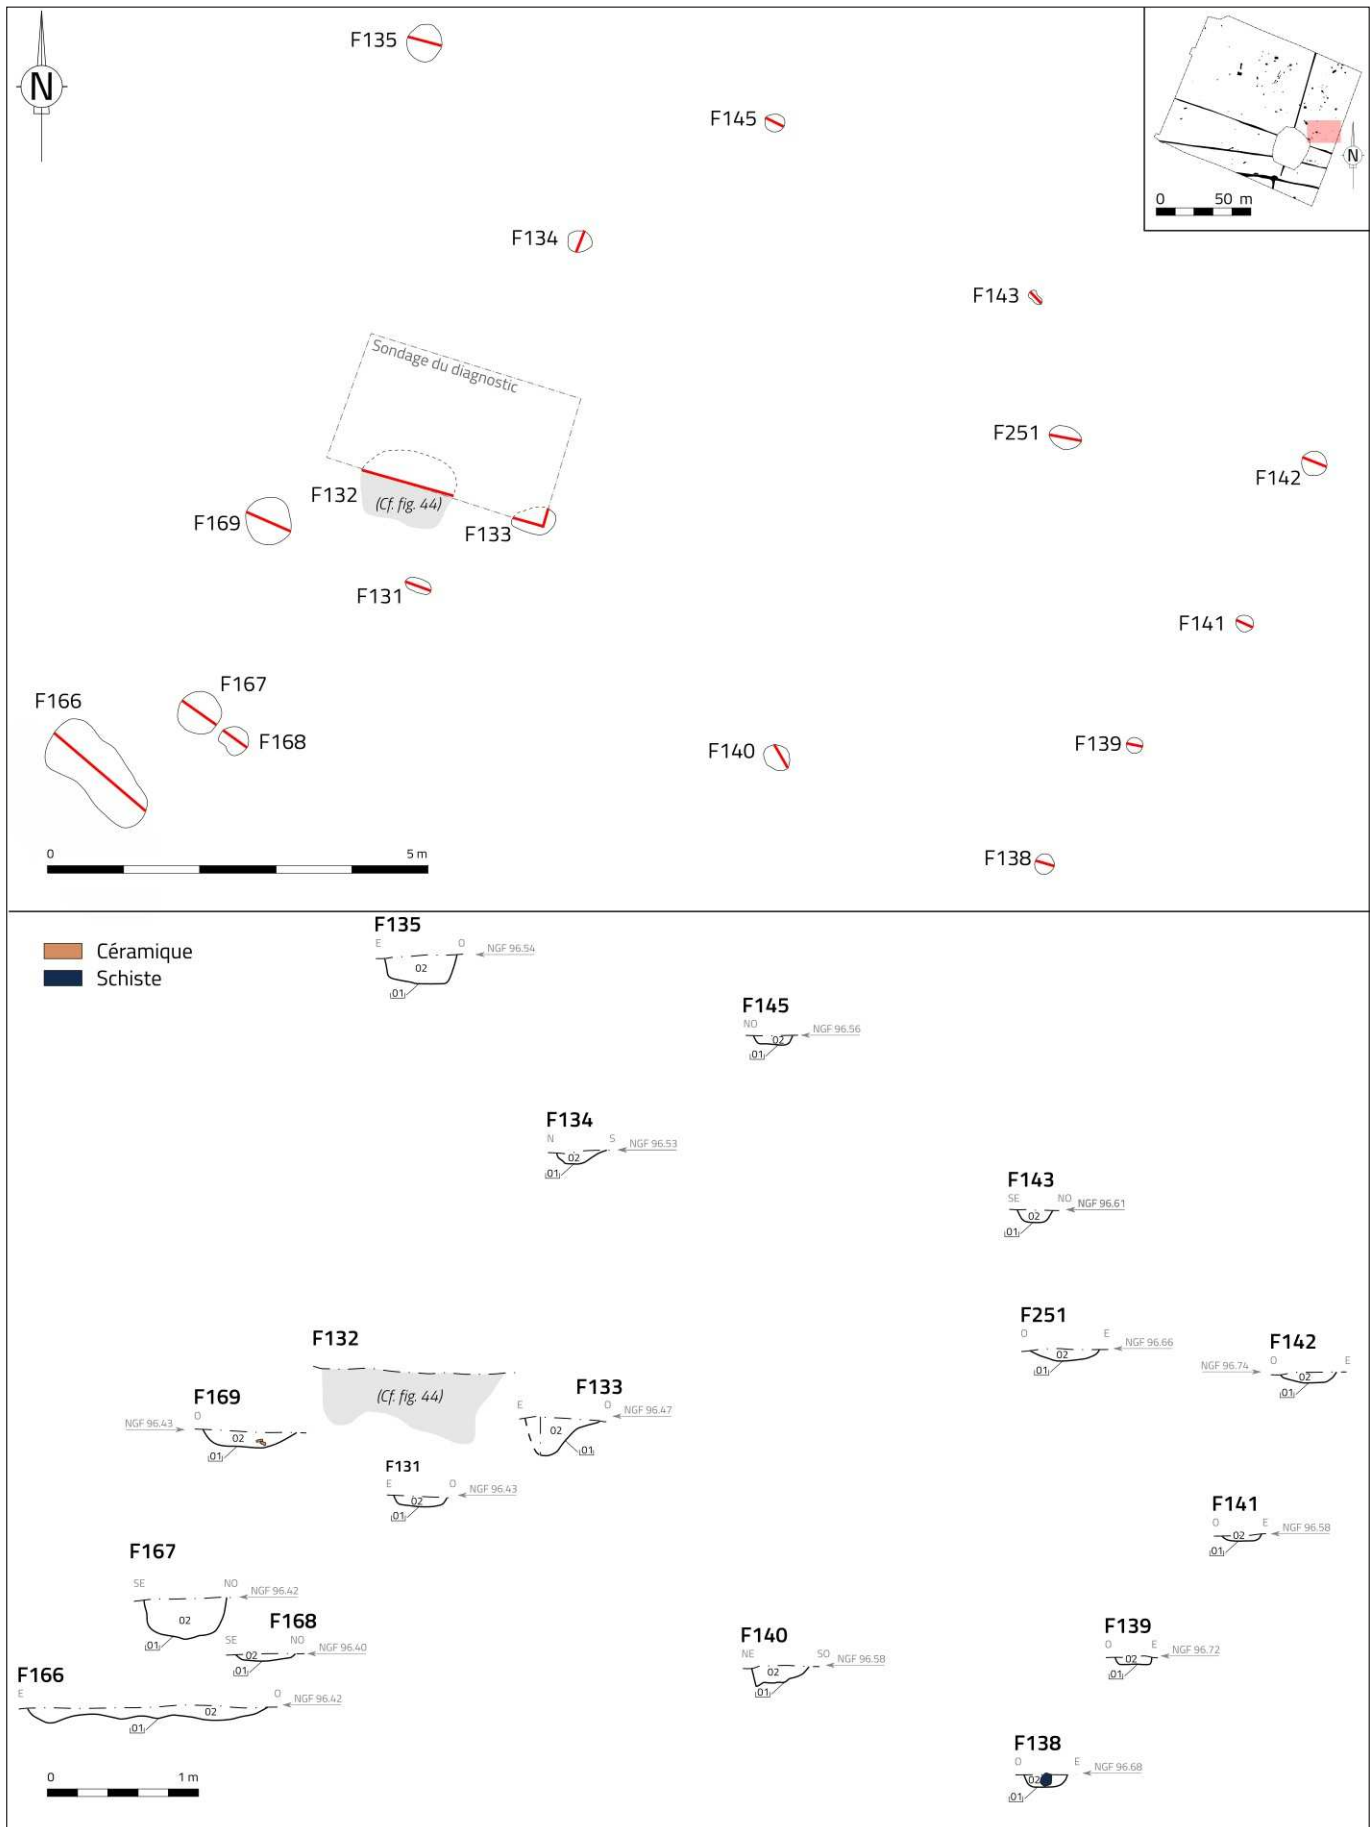 N
F135
F145
F134
F143
Sondage du diagnostic
F251
F142
F132
(Cf. fig. 44)
F169
F133
F131
F141
F167
F166
F168
F140
F139
F138
0 5 m
0 50 m
N
Céramique
Schiste
F135
E O
NGF 96.54
02
01
F145
NO
NGF 96.56
02
01
F134
N S
NGF 96.53
02
01
F143
SE NO
NGF 96.61
02
01
F251
O E
NGF 96.66
02
01
F142
O E
NGF 96.74
02
01
F132
(Cf. fig. 44)
F169
O
NGF 96.43
02
01
F133
E O
NGF 96.47
02
01
F131
E O
NGF 96.43
02
01
F141
O E
NGF 96.58
02
01
F167
SE NO
NGF 96.42
02
01
F168
SE NO
NGF 96.40
02
01
F166
E O
NGF 96.42
02
01
F140
NE SO
NGF 96.58
02
01
F139
O E
NGF 96.72
02
01
F138
O E
NGF 96.68
02
01
0 1 m